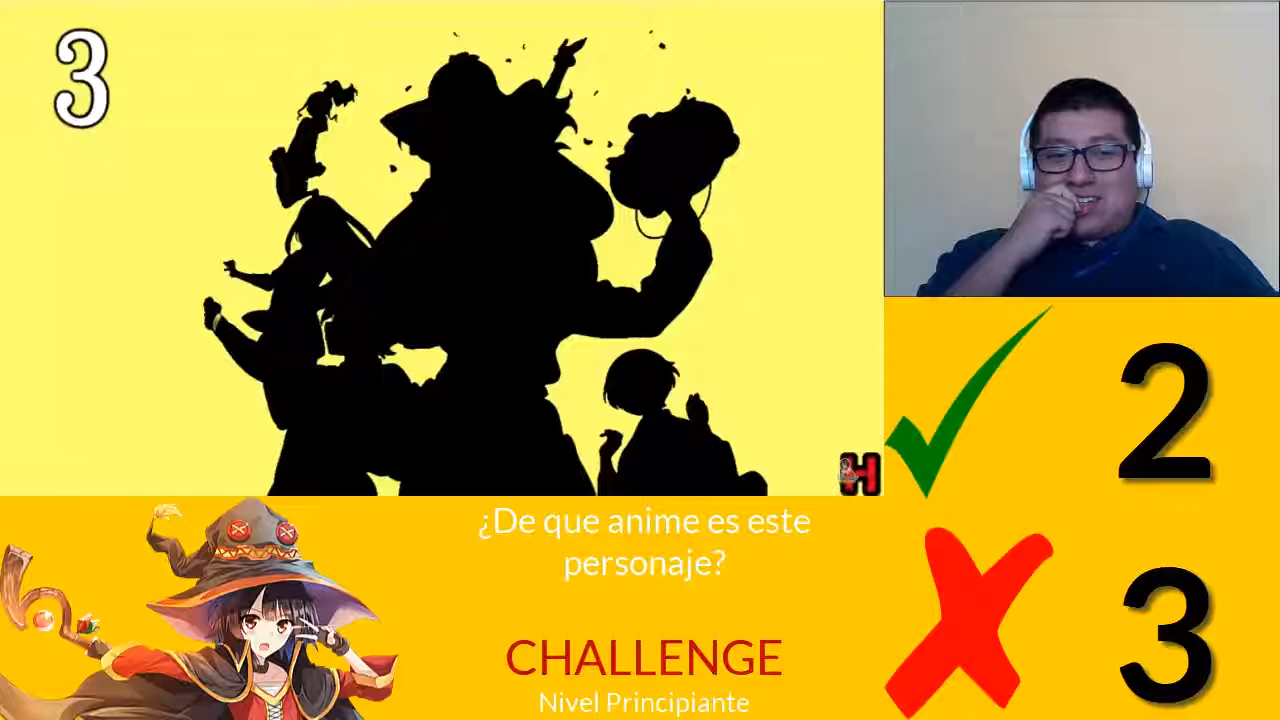 3
H
2
3
¿De que anime es este
personaje?
CHALLENGE
Nivel Principiante